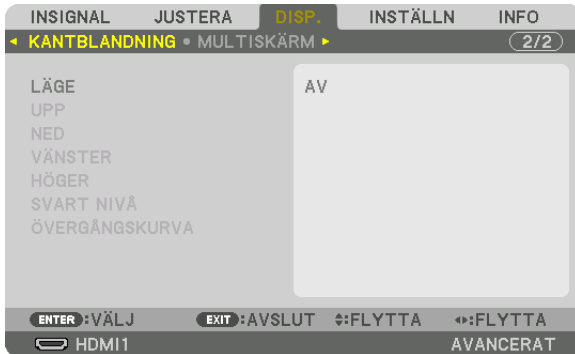 INSIGNAL JUSTERA DISP. INSTÄLLN INFO
KANTBLANDNING • MULTISKÄRM 2/2
LÄGE AV
UPP
NED
VÄNSTER
HÖGER
SVART NIVÅ
ÖVERGÅNGSKURVA
ENTER :VÄLJ EXIT :AVSLUT :FLYTTA :FLYTTA
HDMI1 AVANCERAT